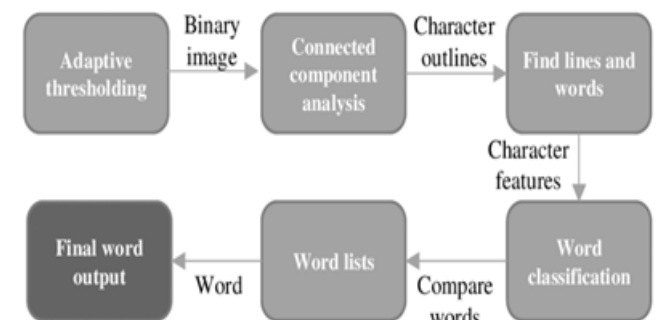 Adaptive
thresholding
Binary
image
Connected
component
analysis
Character
outlines
Find lines and
words
Character
features
Word
classification
Compare
words
Word lists
Word
Final word
output